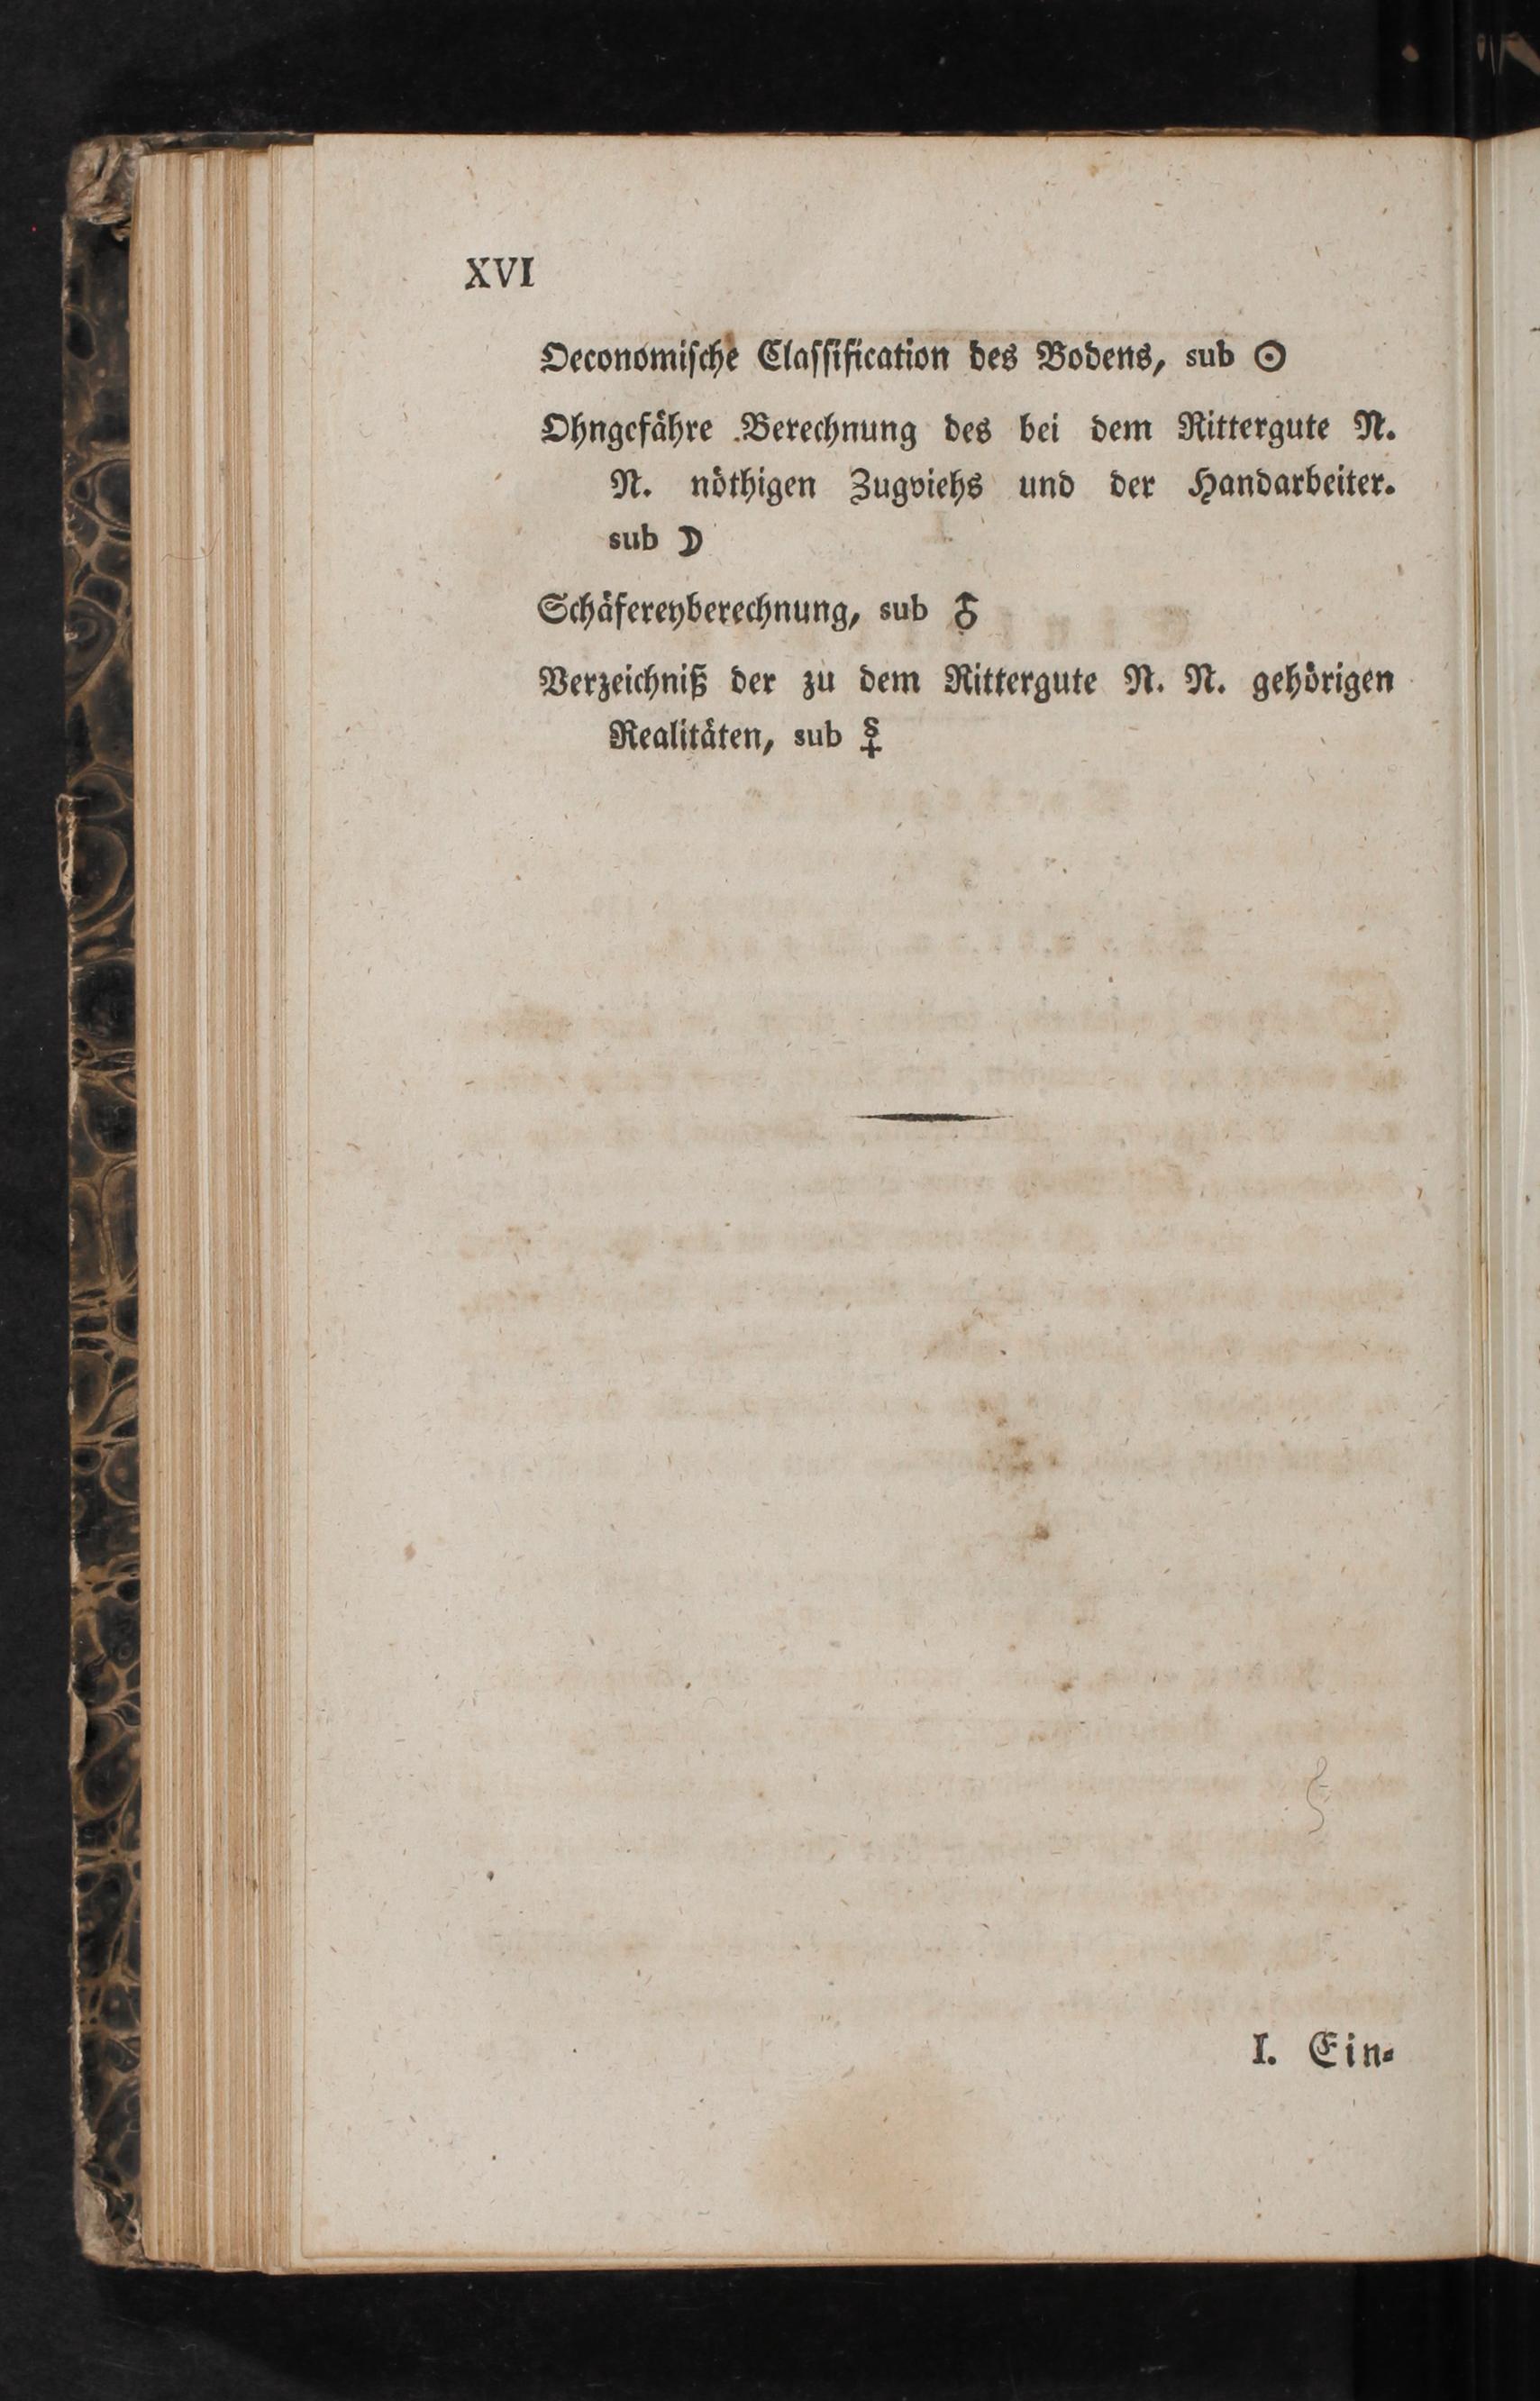 XVI
Oeconomische Classification des Bodens, sub ☉
Ohngefähre Berechnung des bei dem Rittergute N.
N. nöthigen Zugviehs und der Handarbeiter.
sub ☽
Schäfereyberechnung, sub ♁
Verzeichniß der zu dem Rittergute N. N. gehörigen
Realitäten, sub ☿
I. Ein-